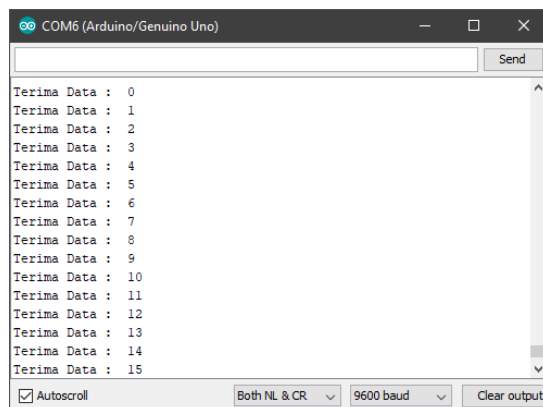 COM6 (Arduino/Genuino Uno)
Send
Terima Data : 0
Terima Data : 1
Terima Data : 2
Terima Data : 3
Terima Data : 4
Terima Data : 5
Terima Data : 6
Terima Data : 7
Terima Data : 8
Terima Data : 9
Terima Data : 10
Terima Data : 11
Terima Data : 12
Terima Data : 13
Terima Data : 14
Terima Data : 15
Autoscroll Both NL & CR 9600 baud Clear output